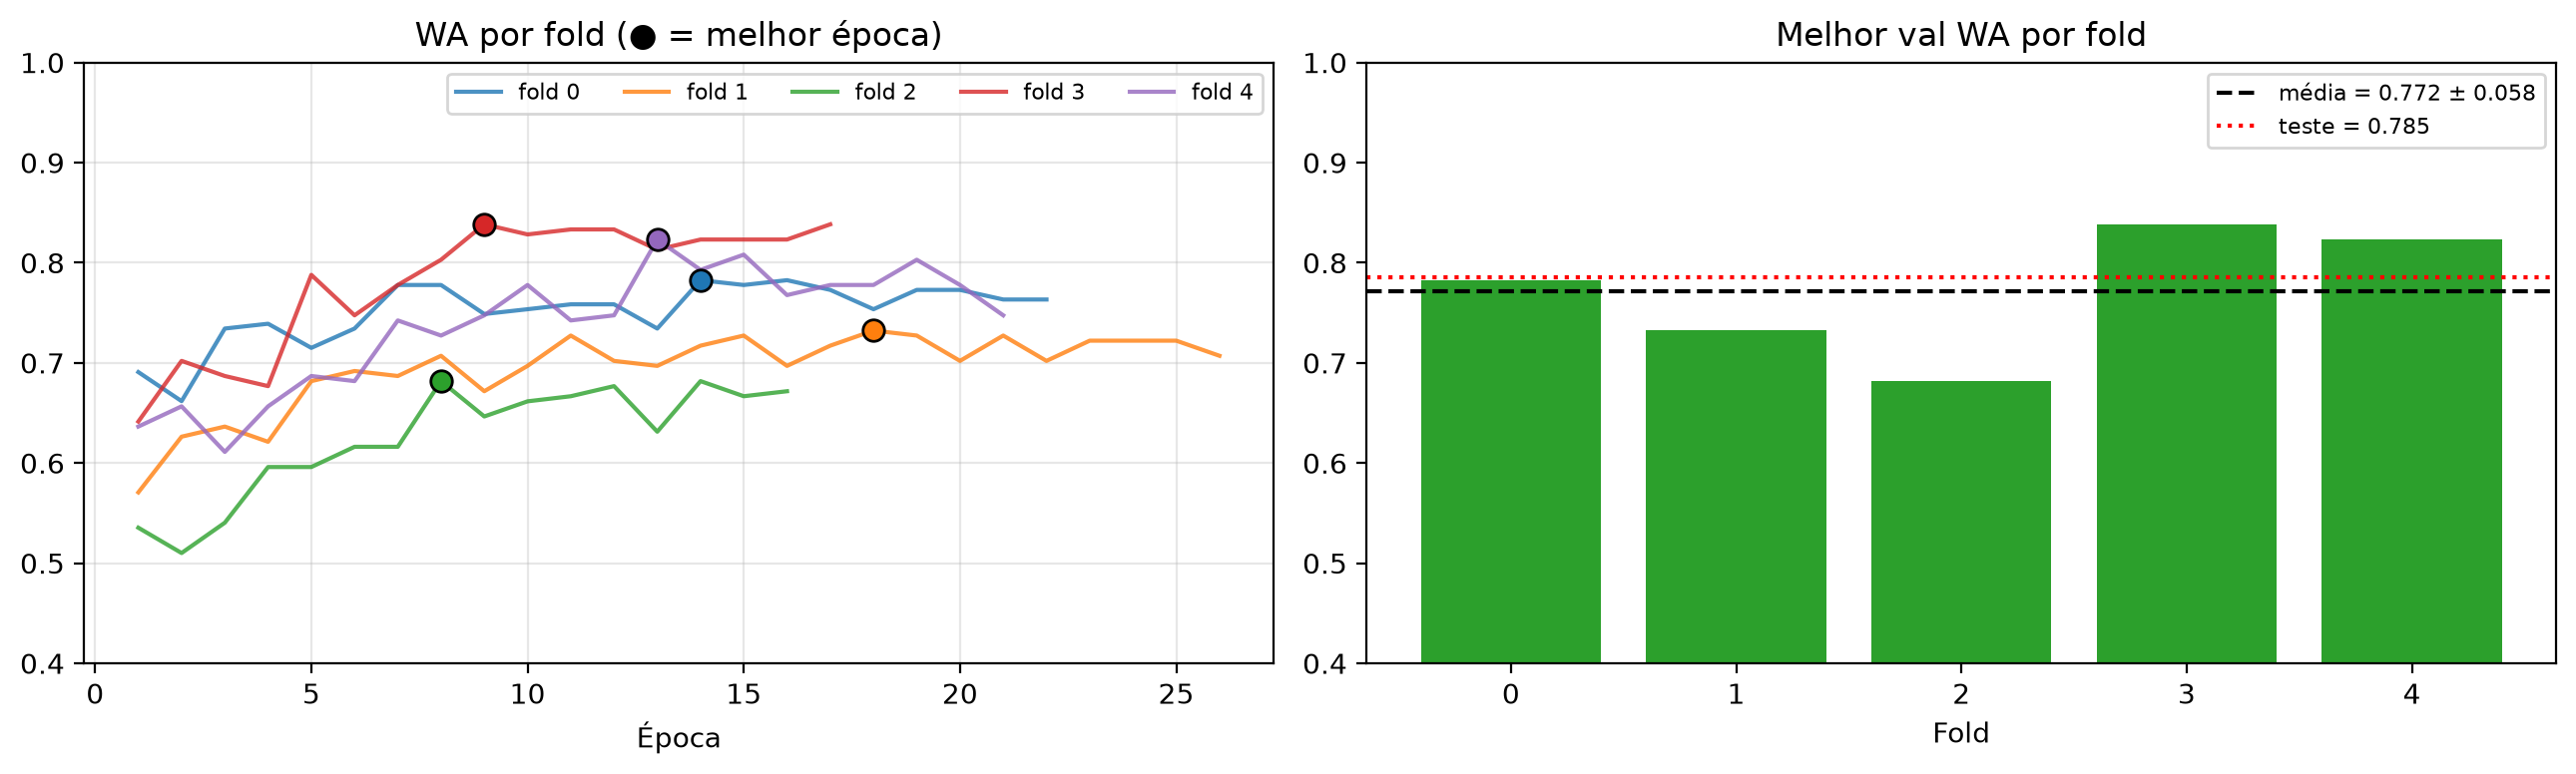 WA por fold (● = melhor época)
fold 0 fold 1 fold 2 fold 3 fold 4
1.0
0.9
0.8
0.7
0.6
0.5
0.4
0 5 10 15 20 25
Época
Melhor val WA por fold
média = 0.772 ± 0.058
teste = 0.785
1.0
0.9
0.8
0.7
0.6
0.5
0.4
0 1 2 3 4
Fold